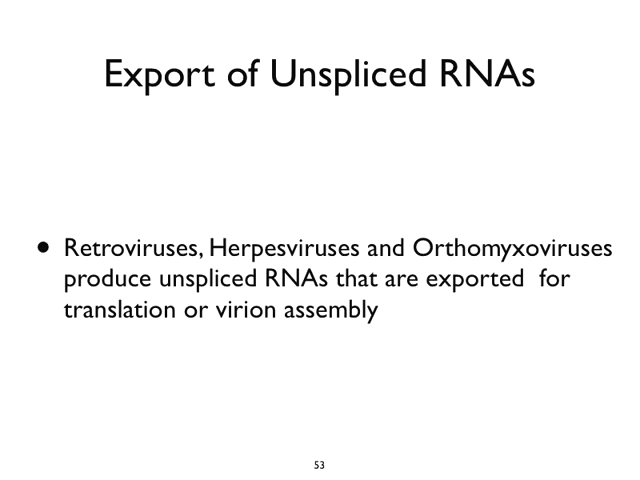 Export of Unspliced RNAs
• Retroviruses, Herpesviruses and Orthomyxoviruses
produce unspliced RNAs that are exported  for
translation or virion assembly
53